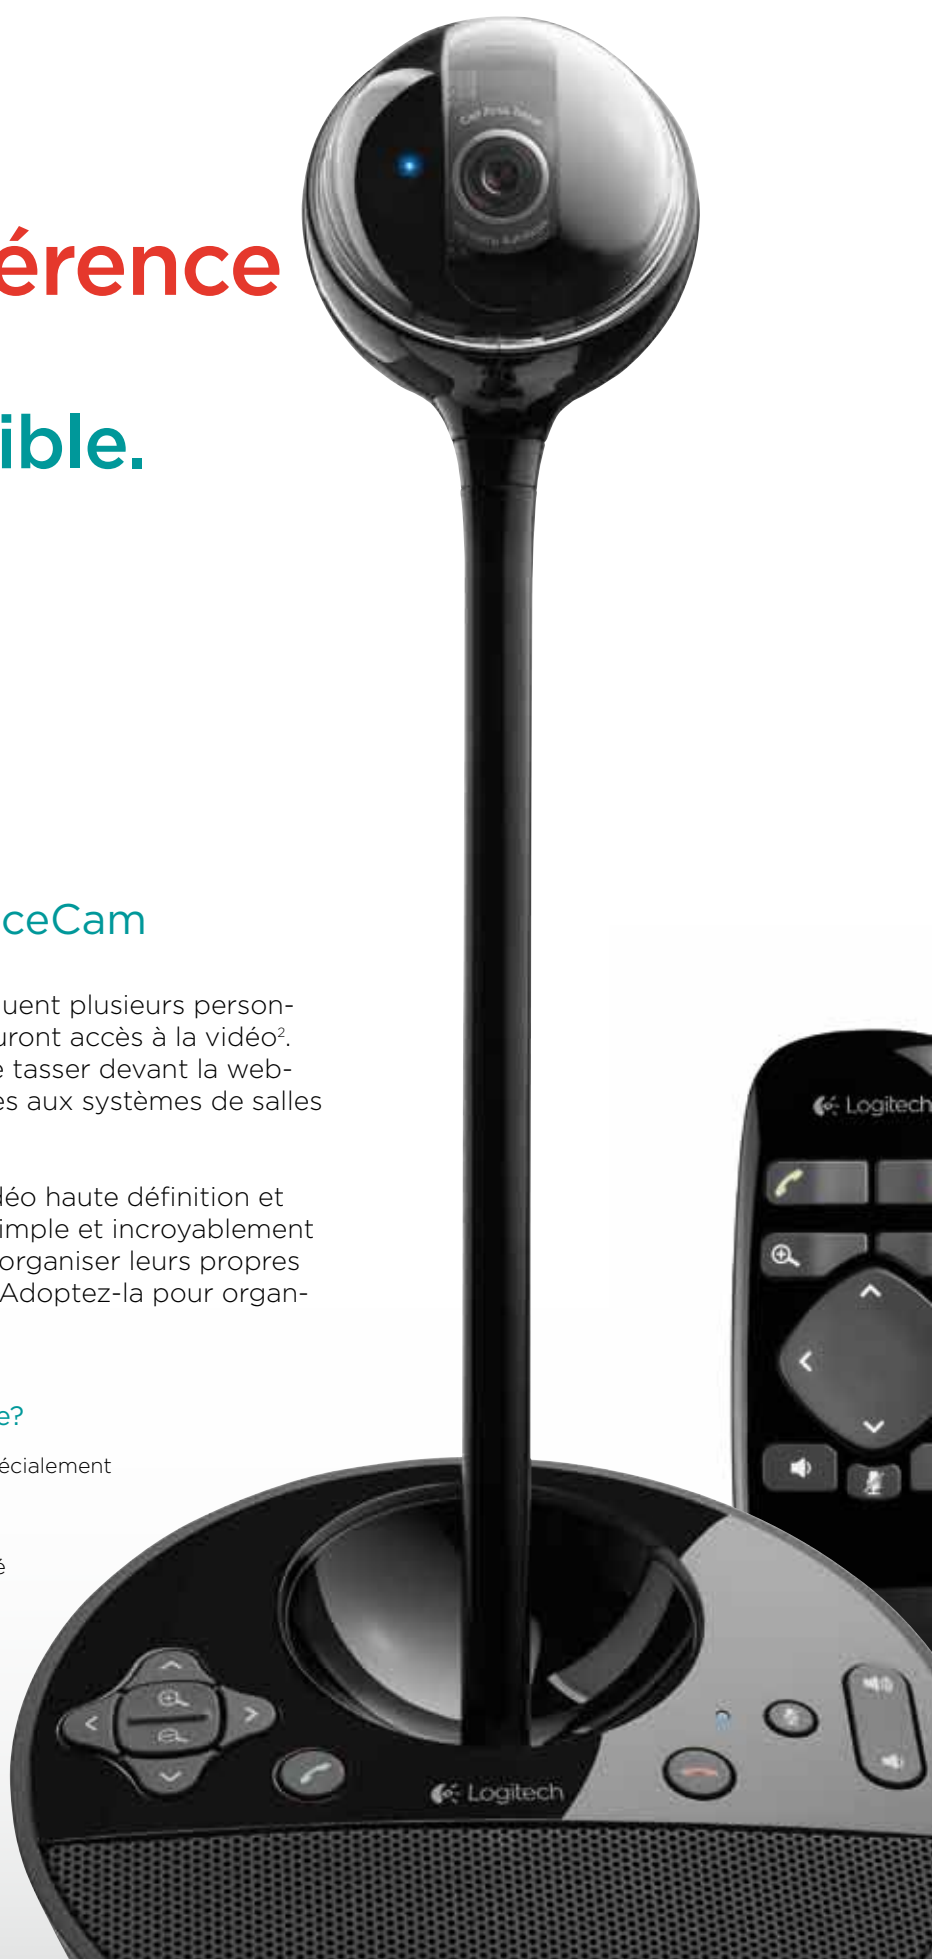 érence
ible.
ceCam
uent plusieurs person-
uront accès à la vidéo².
e tasser devant la web-
es aux systèmes de salles
déo haute définition et
imple et incroyablement
organiser leurs propres
Adoptez-la pour organ-
e?
écialement
é
Logitech
Logitech